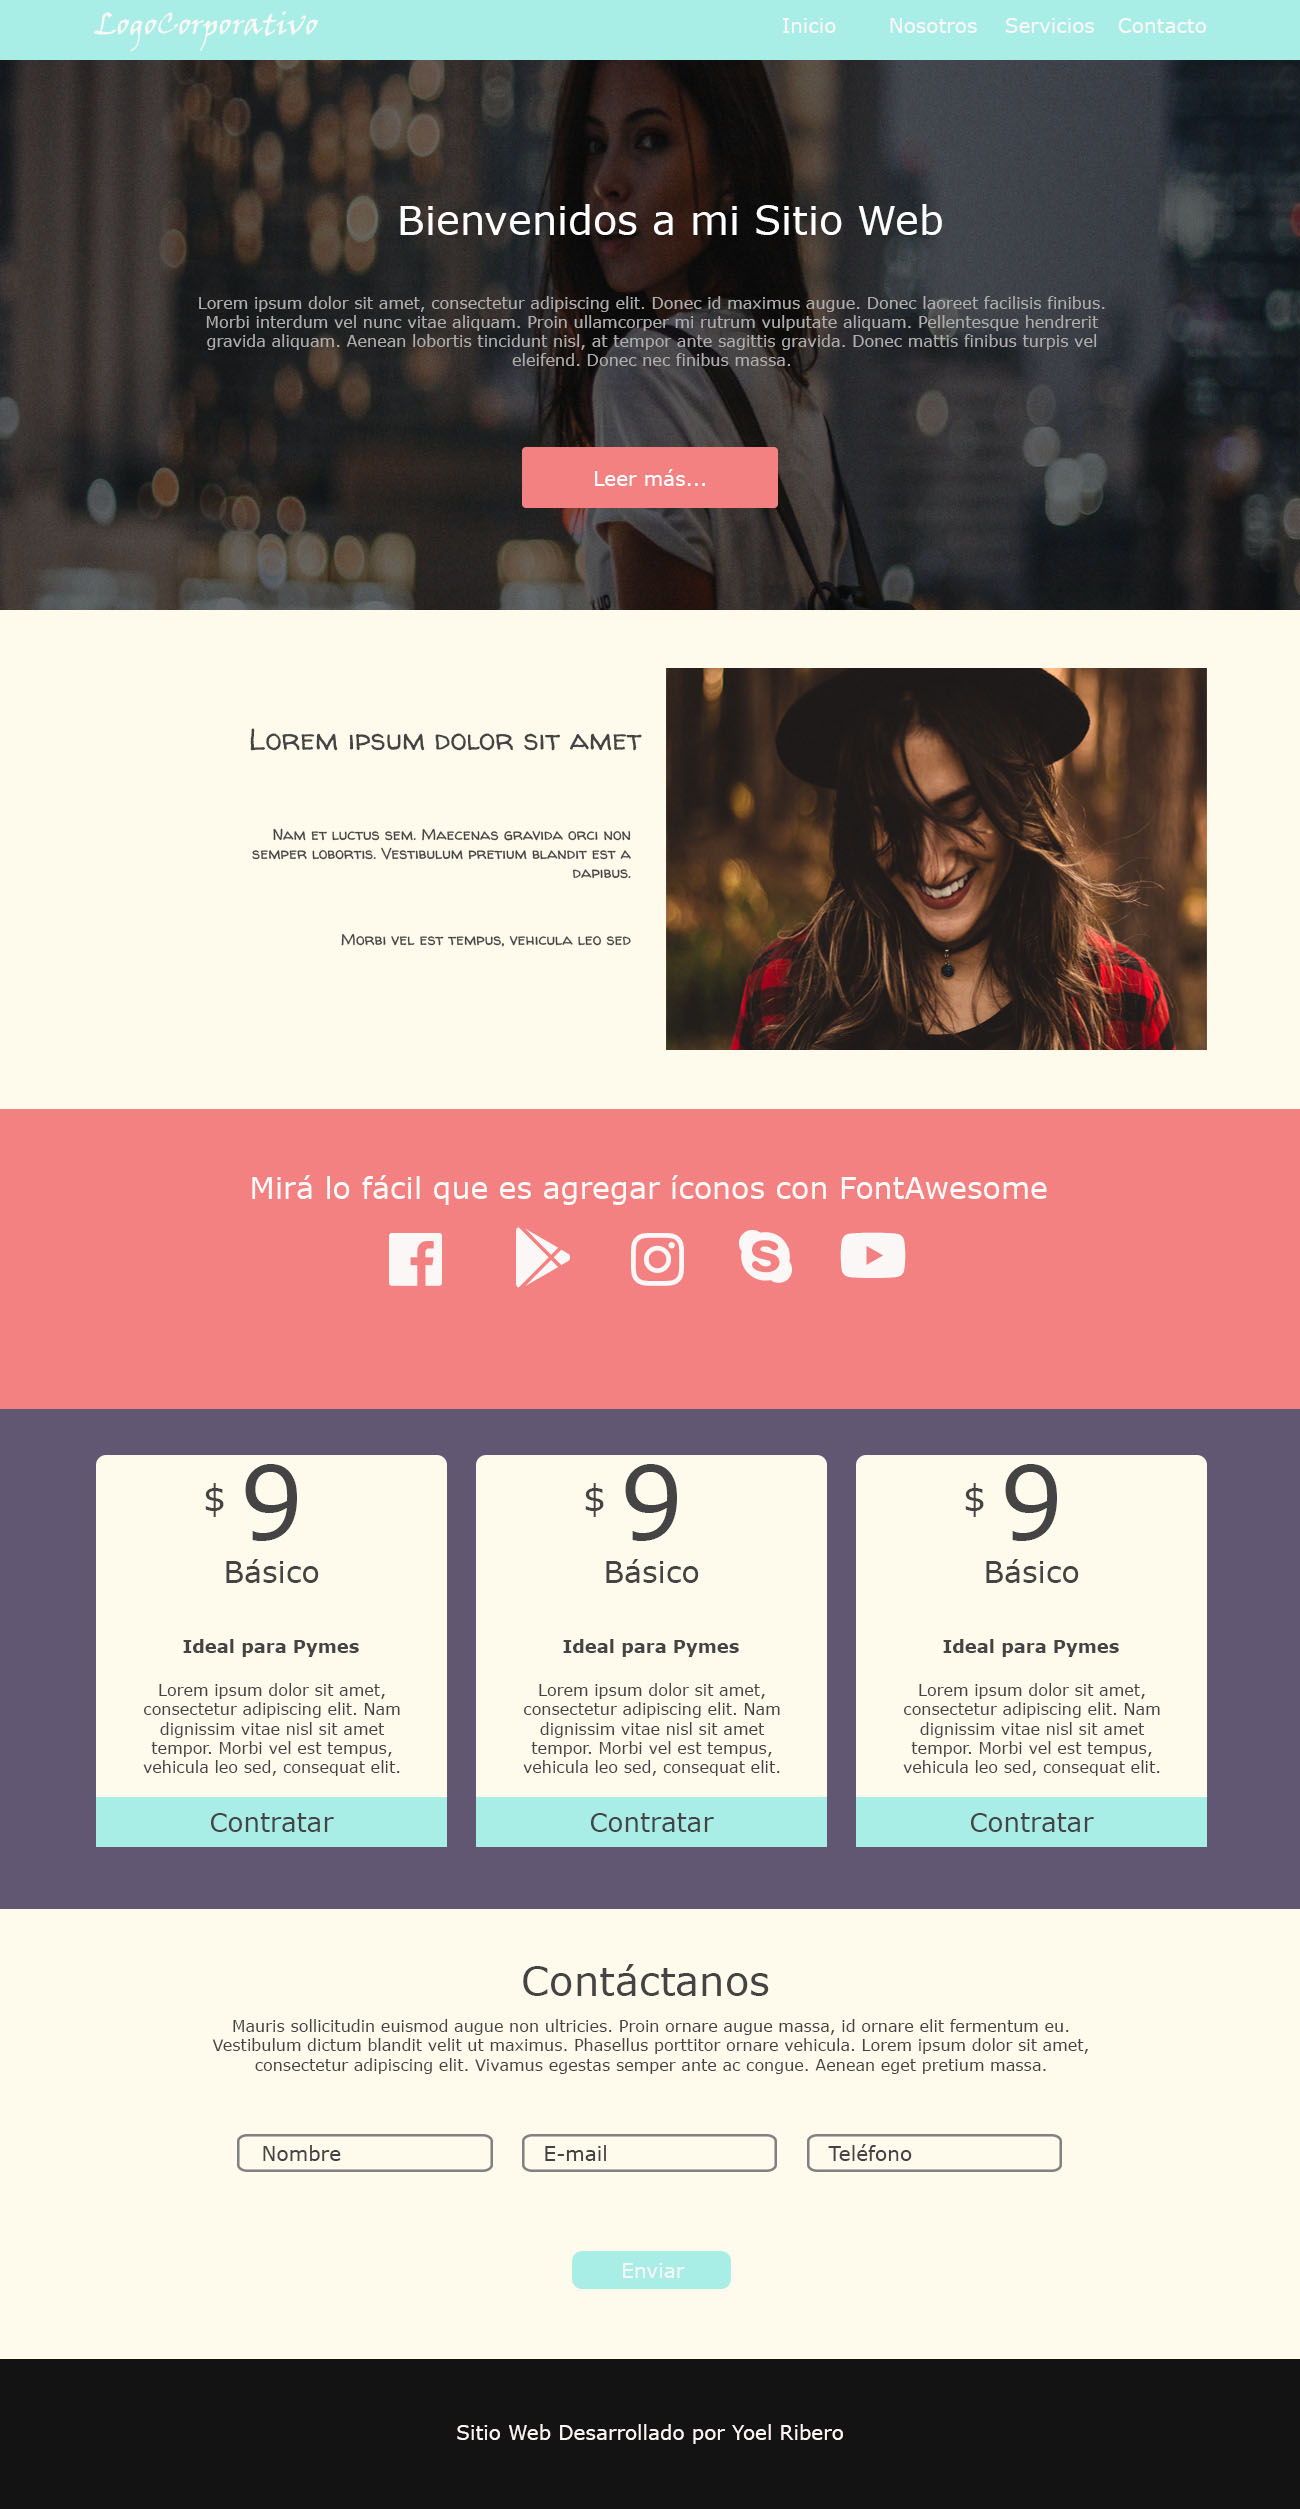 LogoCorporativo
Inicio Nosotros Servicios Contacto
Bienvenidos a mi Sitio Web
Lorem ipsum dolor sit amet, consectetur adipiscing elit. Donec id maximus augue. Donec laoreet facilisis finibus.
Morbi interdum vel nunc vitae aliquam. Proin ullamcorper mi rutrum vulputate aliquam. Pellentesque hendrerit
gravida aliquam. Aenean lobortis tincidunt nisl, at tempor ante sagittis gravida. Donec mattis finibus turpis vel
eleifend. Donec nec finibus massa.
Leer más...
Lorem ipsum dolor sit amet
Nam et luctus sem. Maecenas gravida orci non
semper lobortis. Vestibulum pretium blandit est a
dapibus.
Morbi vel est tempus, vehicula leo sed
Mirá lo fácil que es agregar íconos con FontAwesome
$ 9
Básico
Ideal para Pymes
Lorem ipsum dolor sit amet,
consectetur adipiscing elit. Nam
dignissim vitae nisl sit amet
tempor. Morbi vel est tempus,
vehicula leo sed, consequat elit.
Contratar
$ 9
Básico
Ideal para Pymes
Lorem ipsum dolor sit amet,
consectetur adipiscing elit. Nam
dignissim vitae nisl sit amet
tempor. Morbi vel est tempus,
vehicula leo sed, consequat elit.
Contratar
$ 9
Básico
Ideal para Pymes
Lorem ipsum dolor sit amet,
consectetur adipiscing elit. Nam
dignissim vitae nisl sit amet
tempor. Morbi vel est tempus,
vehicula leo sed, consequat elit.
Contratar
Contáctanos
Mauris sollicitudin euismod augue non ultricies. Proin ornare augue massa, id ornare elit fermentum eu.
Vestibulum dictum blandit velit ut maximus. Phasellus porttitor ornare vehicula. Lorem ipsum dolor sit amet,
consectetur adipiscing elit. Vivamus egestas semper ante ac congue. Aenean eget pretium massa.
Nombre
E-mail
Teléfono
Enviar
Sitio Web Desarrollado por Yoel Ribero